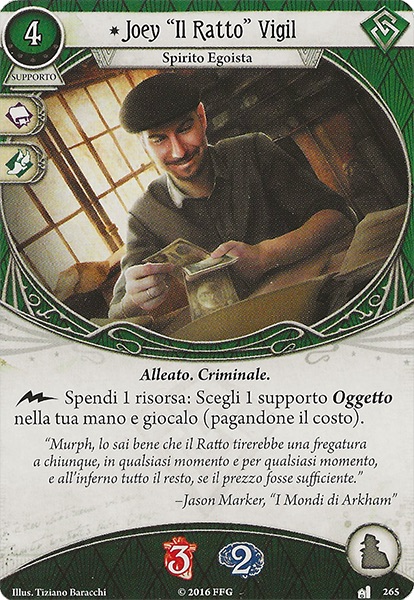 4
*Joey "Il Ratto" Vigil
SUPPORTO
Spirito Egoista
Alleato. Criminale.
Spendi 1 risorsa: Scegli 1 supporto Oggetto
nella tua mano e giocalo (pagandone il costo).
"Murph, lo sai bene che il Ratto tirerebbe una fregatura
a chiunque, in qualsiasi momento e per qualsiasi momento,
e all'inferno tutto il resto, se il prezzo fosse sufficiente."
–Jason Marker, "I Mondi di Arkham"
3
2
Illus. Tiziano Baracchi
© 2016 FFG
265